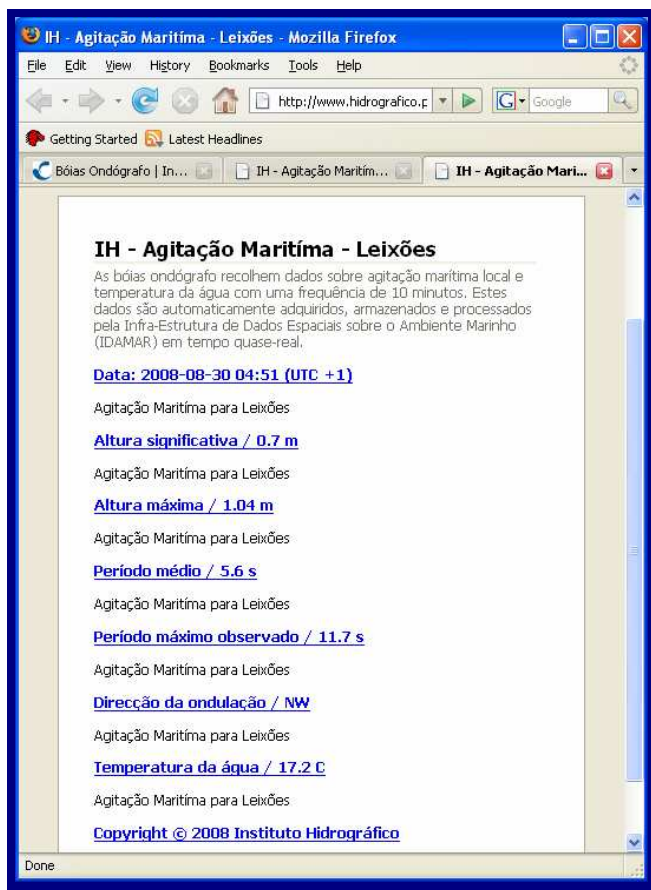 IH - Agitação Maritíma - Leixões - Mozilla Firefox
File Edit View History Bookmarks Tools Help
http://www.hidrografico.p G Google
Getting Started Latest Headlines
Bóias Ondógrafo | In... IH - Agitação Maritím... IH - Agitação Mari...
IH - Agitação Maritíma - Leixões
As bóias ondógrafo recolhem dados sobre agitação marítima local e
temperatura da água com uma frequência de 10 minutos. Estes
dados são automaticamente adquiridos, armazenados e processados
pela Infra-Estrutura de Dados Espaciais sobre o Ambiente Marinho
(IDAMAR) em tempo quase-real.
Data: 2008-08-30 04:51 (UTC +1)
Agitação Maritíma para Leixões
Altura significativa / 0.7 m
Agitação Maritíma para Leixões
Altura máxima / 1.04 m
Agitação Maritíma para Leixões
Período médio / 5.6 s
Agitação Maritíma para Leixões
Período máximo observado / 11.7 s
Agitação Maritíma para Leixões
Direcção da ondulação / NW
Agitação Maritíma para Leixões
Temperatura da água / 17.2 C
Agitação Maritíma para Leixões
Copyright © 2008 Instituto Hidrográfico
Done